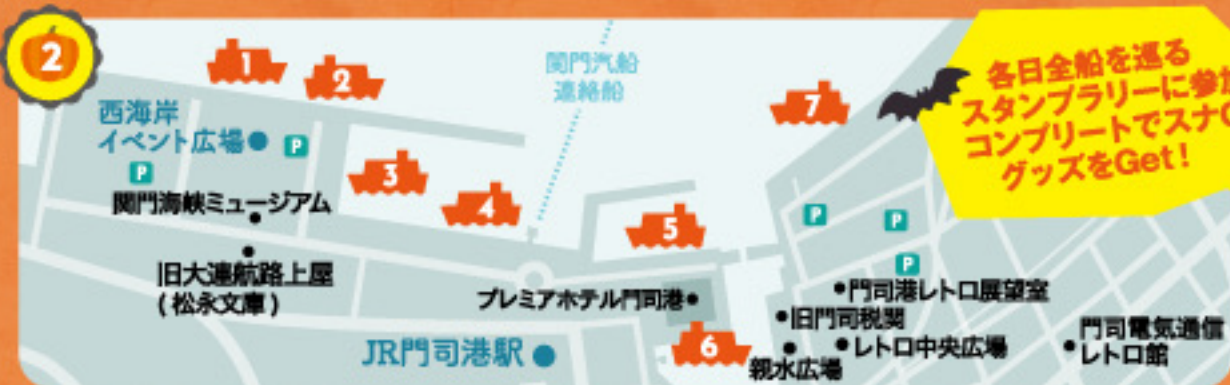 2
1
2
関門汽船
連絡船
7
各日全船を巡る
スタンプラリーに参
コンプリートでスナQ
グッズをGet!
西海岸
イベント広場
P
P
関門海峡ミュージアム
3
4
5
P
P
P
旧大連航路上屋
(松永文庫)
プレミアホテル門司港
門司港レトロ展望室
旧門司税関
6
JR門司港駅
親水広場
レトロ中央広場
門司電気通信
レトロ館